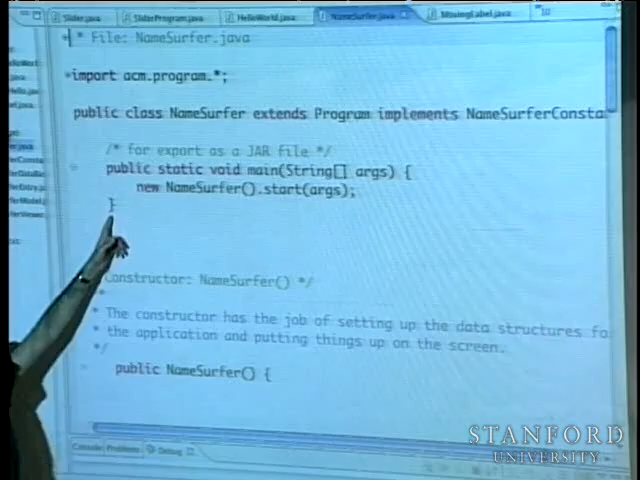 Slider.java SliderProgram.java HelloWorld.java NameSurfer.java MovingLabel.java
* File: NameSurfer.java
import acm.program.*;
public class NameSurfer extends Program implements NameSurferConsta
/* for export as a JAR file */
public static void main(String[] args) {
new NameSurfer().start(args);
}
Constructor: NameSurfer() */
*
* The constructor has the job of setting up the data structures fo
* the application and putting things up on the screen.
*/
public NameSurfer() {
Console Problems Debug
STANFORD
UNIVERSITY